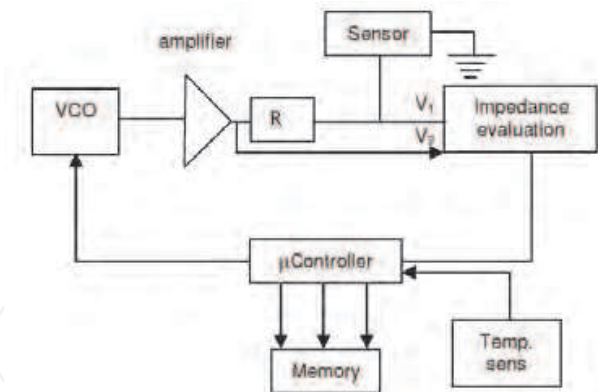 Sensor
amplifier
VCO
R
V1
Impedance
evaluation
V2
μController
Temp.
sens
Memory